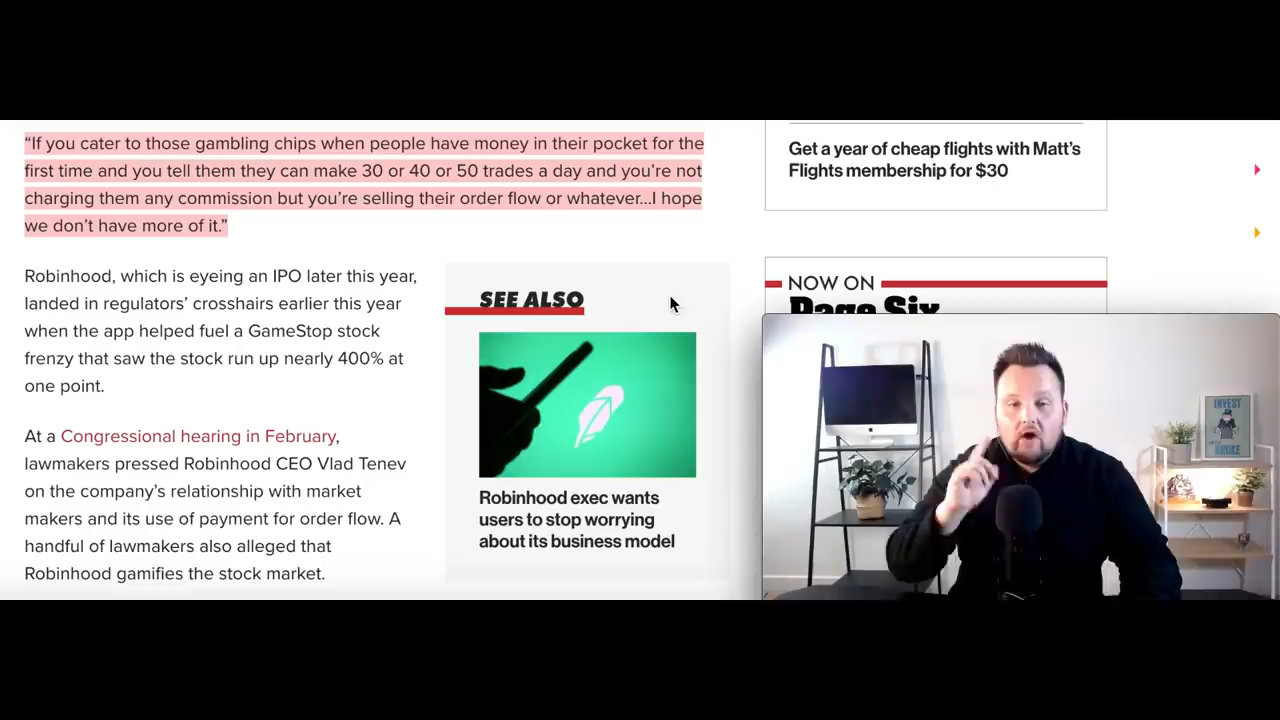 “If you cater to those gambling chips when people have money in their pocket for the
first time and you tell them they can make 30 or 40 or 50 trades a day and you’re not
charging them any commission but you’re selling their order flow or whatever…I hope
we don’t have more of it.”
Robinhood, which is eyeing an IPO later this year,
landed in regulators’ crosshairs earlier this year
when the app helped fuel a GameStop stock
frenzy that saw the stock run up nearly 400% at
one point.
At a Congressional hearing in February,
lawmakers pressed Robinhood CEO Vlad Tenev
on the company’s relationship with market
makers and its use of payment for order flow. A
handful of lawmakers also alleged that
Robinhood gamifies the stock market.
SEE ALSO
Robinhood exec wants
users to stop worrying
about its business model
Get a year of cheap flights with Matt’s
Flights membership for $30
NOW ON
Page Six
INVEST